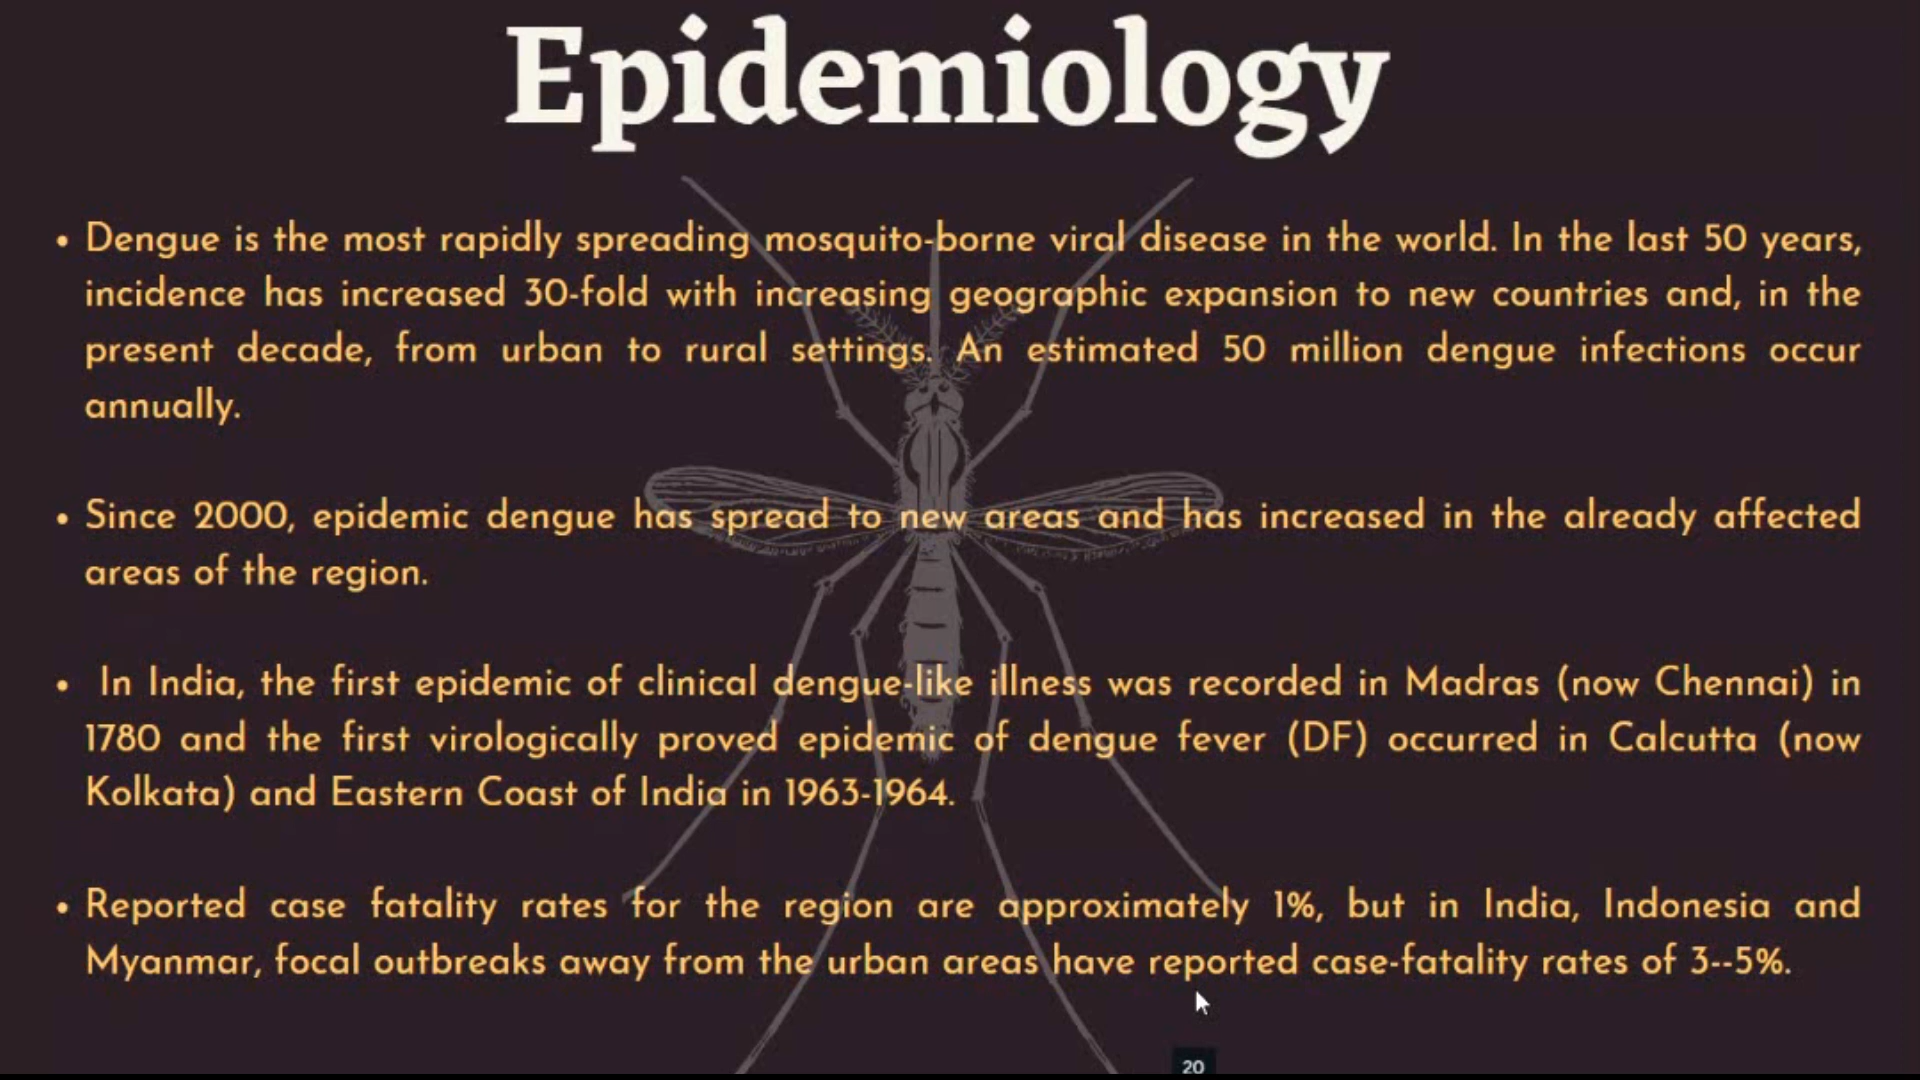 Epidemiology
• Dengue is the most rapidly spreading mosquito-borne viral disease in the world. In the last 50 years,
incidence has increased 30-fold with increasing geographic expansion to new countries and, in the
present decade, from urban to rural settings. An estimated 50 million dengue infections occur
annually.
• Since 2000, epidemic dengue has spread to new areas and has increased in the already affected
areas of the region.
• In India, the first epidemic of clinical dengue-like illness was recorded in Madras (now Chennai) in
1780 and the first virologically proved epidemic of dengue fever (DF) occurred in Calcutta (now
Kolkata) and Eastern Coast of India in 1963-1964.
• Reported case fatality rates for the region are approximately 1%, but in India, Indonesia and
Myanmar, focal outbreaks away from the urban areas have reported case-fatality rates of 3--5%.
20